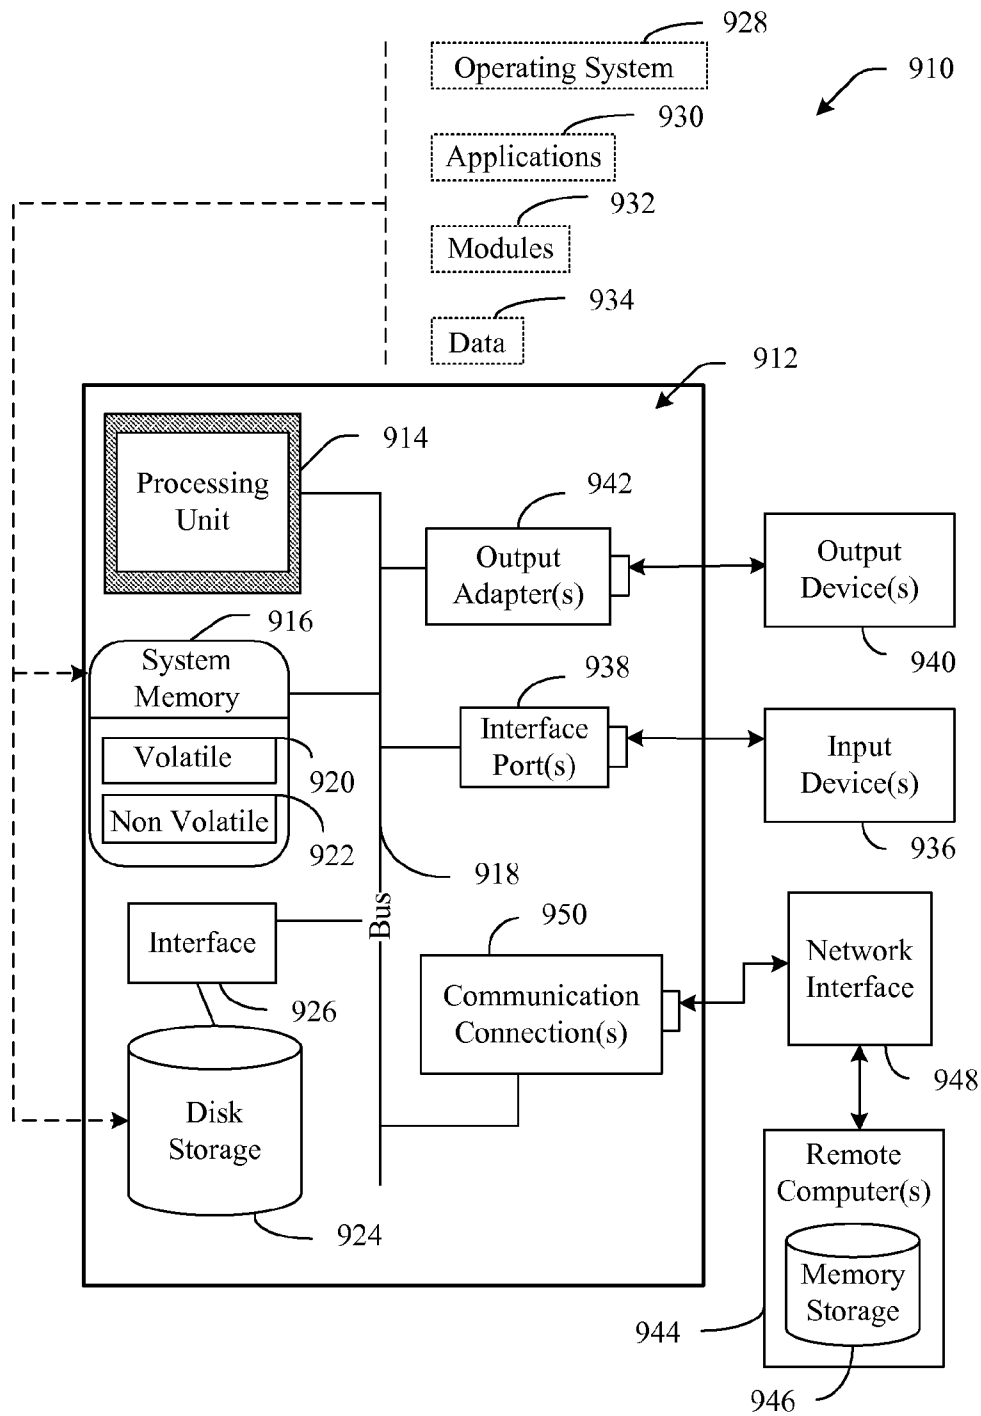 928
Operating System
910
930
Applications
932
Modules
934
Data
912
914
Processing
Unit
942
Output
Adapter(s)
Output
Device(s)
940
916
System
Memory
938
Interface
Port(s)
Input
Device(s)
936
Volatile
920
Non Volatile
922
918
Bus
950
Interface
926
Communication
Connection(s)
Network
Interface
948
Disk
Storage
924
Remote
Computer(s)
Memory
Storage
944
946